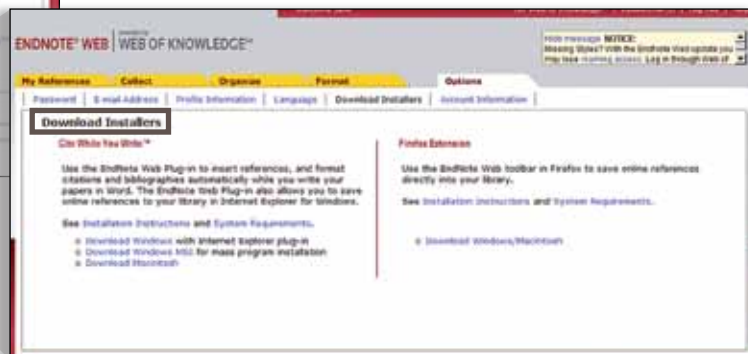 ENDNOTE® WEB WEB OF KNOWLEDGE℠
Hide message NOTICE:
Missing Styles? With the EndNote Web update you
may lose roaming access. Log in through Web of
My References Collect Organize Format Options
Password | E-mail Address | Profile Information | Language | Download Installers | Account Information |
Download Installers
Cite While You Write™
Use the EndNote Web Plug-in to insert references, and format
citations and bibliographies automatically while you write your
papers in Word. The EndNote Web Plug-in also allows you to save
online references to your library in Internet Explorer for Windows.
See Installation Instructions and System Requirements.
Download Windows with Internet Explorer plug-in
Download Windows MSI for mass program installation
Download Macintosh
Firefox Extension
Use the EndNote Web toolbar in Firefox to save online references
directly into your library.
See Installation Instructions and System Requirements.
Download Windows/Macintosh